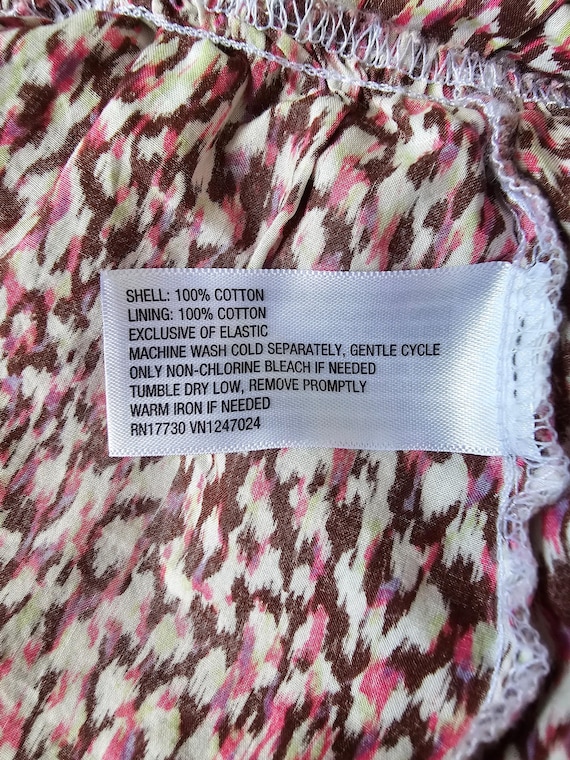 SHELL: 100% COTTON
LINING: 100% COTTON
EXCLUSIVE OF ELASTIC
MACHINE WASH COLD SEPARATELY, GENTLE CYCLE
ONLY NON-CHLORINE BLEACH IF NEEDED
TUMBLE DRY LOW, REMOVE PROMPTLY
WARM IRON IF NEEDED
RN17730 VN1247024